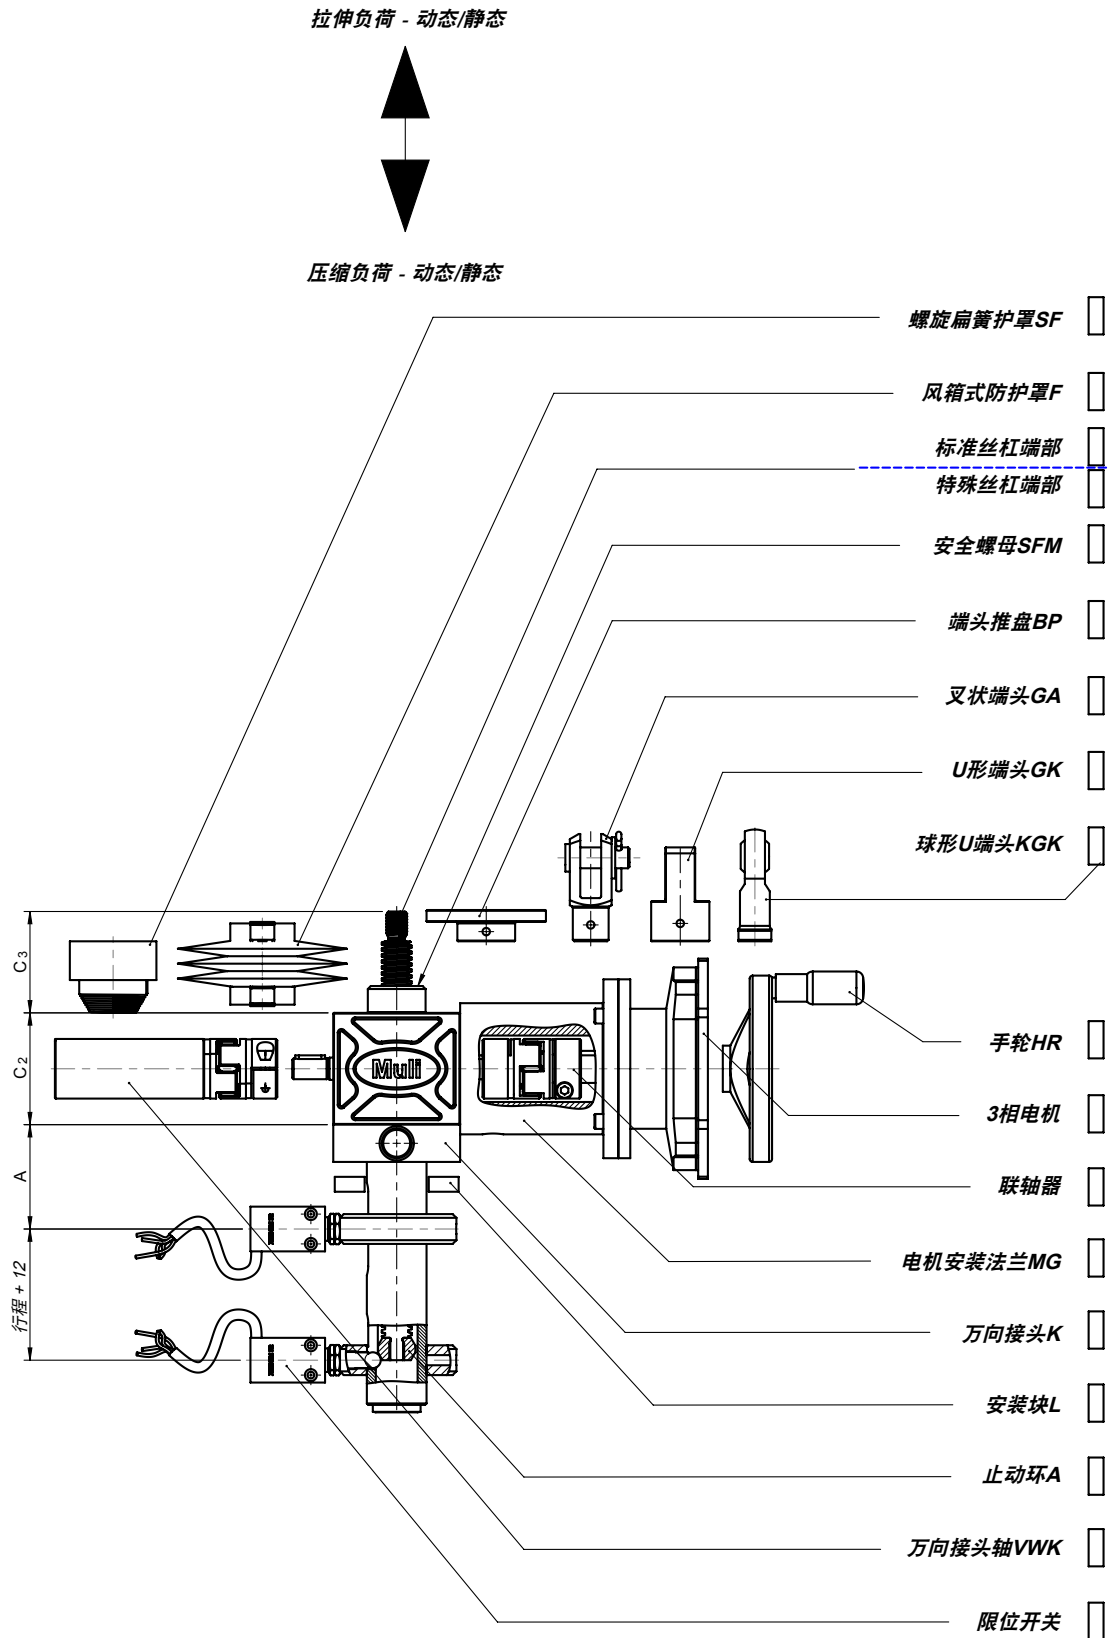 拉伸负荷 - 动态/静态
压缩负荷 - 动态/静态
螺旋扁簧护罩SF
风箱式防护罩F
标准丝杠端部
特殊丝杠端部
安全螺母SFM
端头推盘BP
叉状端头GA
U形端头GK
球形U端头KGK
C3
C2
A
行程 + 12
Muli
手轮HR
3相电机
联轴器
电机安装法兰MG
万向接头K
安装块L
止动环A
万向接头轴VWK
限位开关